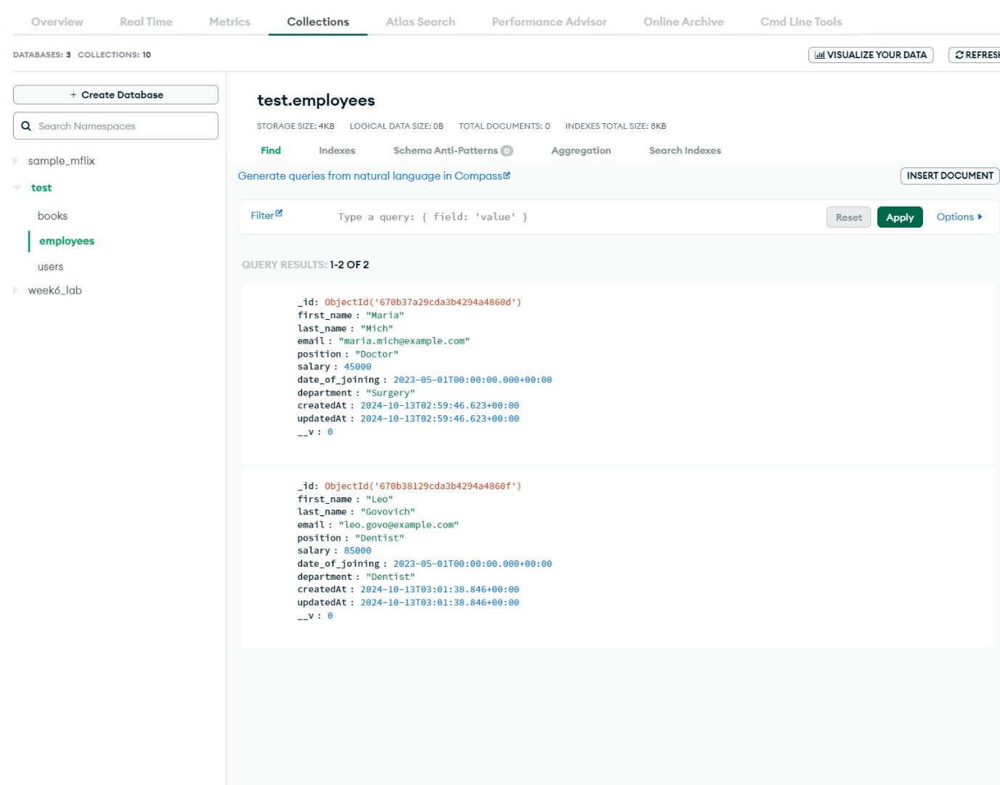 Overview Real Time Metrics Collections Atlas Search Performance Advisor Online Archive Cmd Line Tools
DATABASES: 3 COLLECTIONS: 10
VISUALIZE YOUR DATA
REFRESH
+ Create Database
Search Namespaces
sample_mflix
test
books
employees
users
week6_lab
test.employees
STORAGE SIZE: 4KB LOGICAL DATA SIZE: 0B TOTAL DOCUMENTS: 0 INDEXES TOTAL SIZE: 8KB
Find Indexes Schema Anti-Patterns 0 Aggregation Search Indexes
Generate queries from natural language in Compass
INSERT DOCUMENT
Filter Type a query: { field: 'value' } Reset Apply Options
QUERY RESULTS: 1-2 OF 2
_id: ObjectId('670b37a29cda3b4294a4860d')
first_name : "Maria"
last_name : "Mich"
email : "maria.mich@example.com"
position : "Doctor"
salary : 45000
date_of_joining : 2023-05-01T00:00:00.000+00:00
department : "Surgery"
createdAt : 2024-10-13T02:59:46.623+00:00
updatedAt : 2024-10-13T02:59:46.623+00:00
__v : 0
_id: ObjectId('670b38129cda3b4294a4860f')
first_name : "Leo"
last_name : "Govovich"
email : "leo.govo@example.com"
position : "Dentist"
salary : 85000
date_of_joining : 2023-05-01T00:00:00.000+00:00
department : "Dentist"
createdAt : 2024-10-13T03:01:38.846+00:00
updatedAt : 2024-10-13T03:01:38.846+00:00
__v : 0